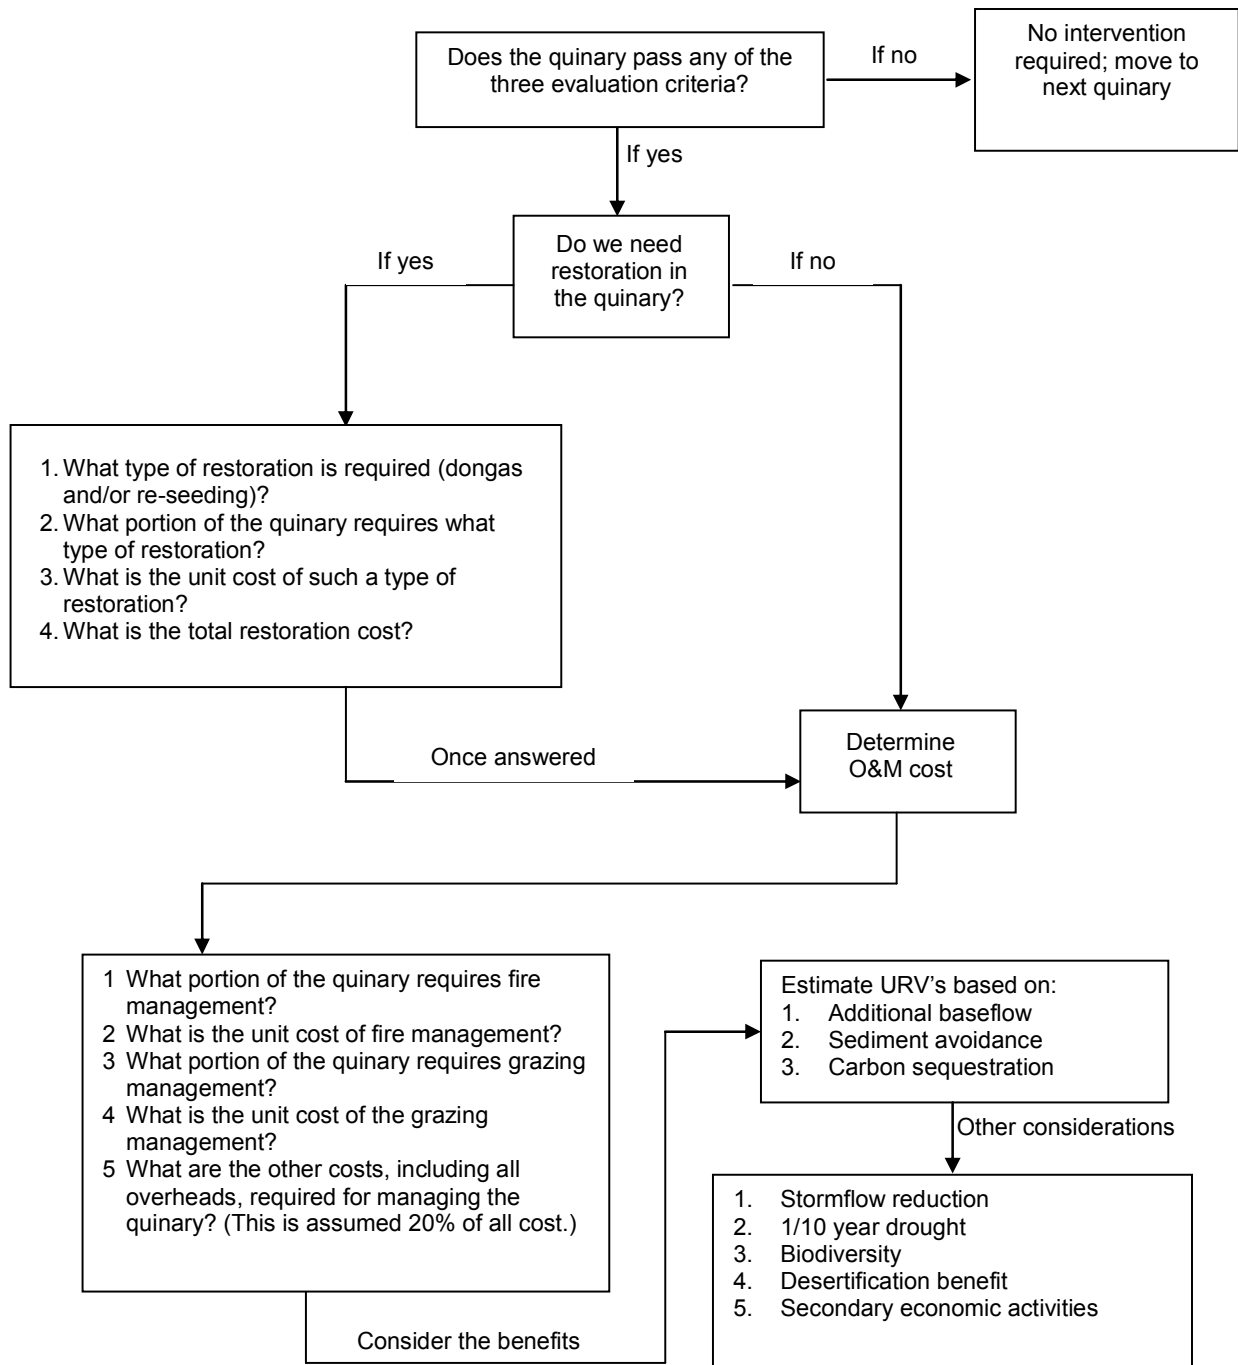 Does the quinary pass any of the
three evaluation criteria?
If no
No intervention
required; move to
next quinary
If yes
Do we need
restoration in
the quinary?
If yes
If no
1. What type of restoration is required (dongas
and/or re-seeding)?
2. What portion of the quinary requires what
type of restoration?
3. What is the unit cost of such a type of
restoration?
4. What is the total restoration cost?
Once answered
Determine
O&M cost
1 What portion of the quinary requires fire
management?
2 What is the unit cost of fire management?
3 What portion of the quinary requires grazing
management?
4 What is the unit cost of the grazing
management?
5 What are the other costs, including all
overheads, required for managing the
quinary? (This is assumed 20% of all cost.)
Consider the benefits
Estimate URV's based on:
1. Additional baseflow
2. Sediment avoidance
3. Carbon sequestration
Other considerations
1. Stormflow reduction
2. 1/10 year drought
3. Biodiversity
4. Desertification benefit
5. Secondary economic activities